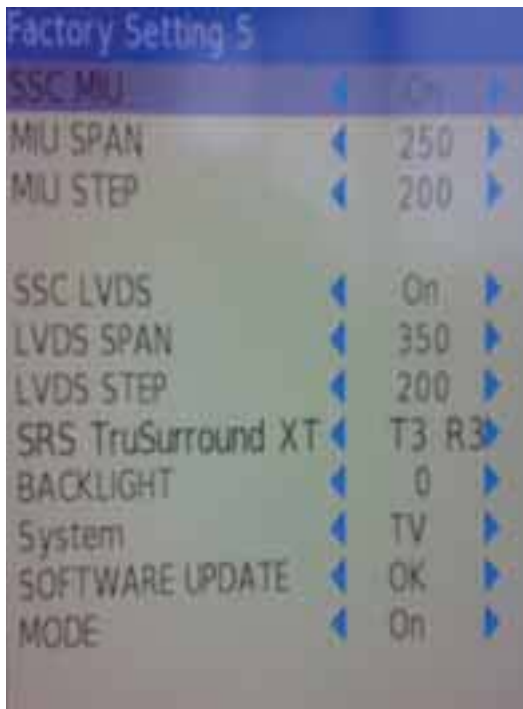 Factory Setting 5
SSC MIU On
MIU SPAN 250
MIU STEP 200
SSC LVDS On
LVDS SPAN 350
LVDS STEP 200
SRS TruSurround XT T3 R3
BACKLIGHT 0
System TV
SOFTWARE UPDATE OK
MODE On